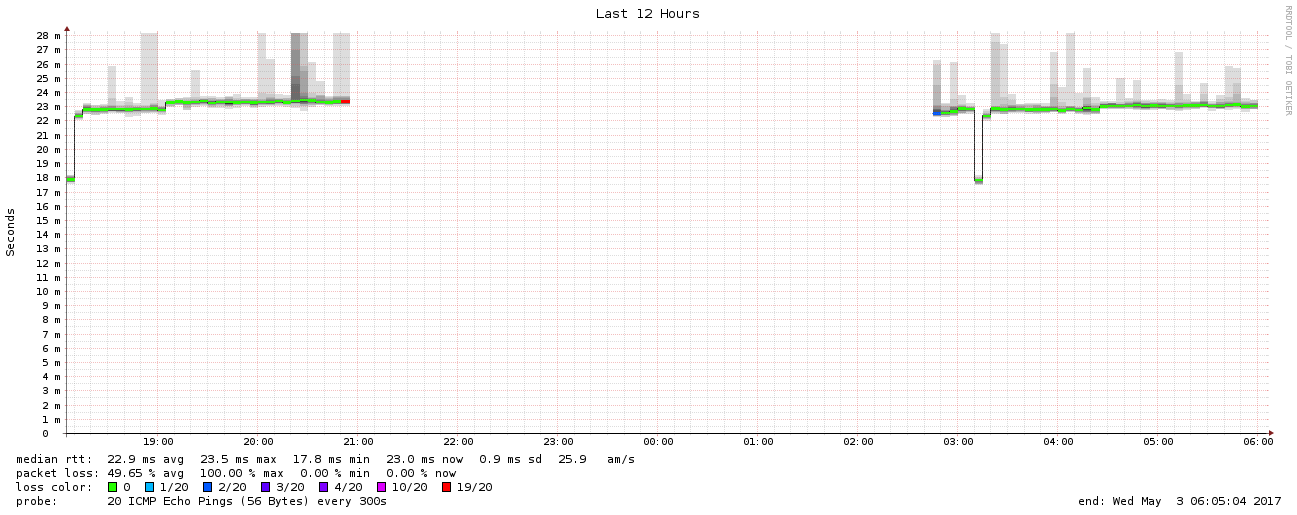 Last 12 Hours
RRDTOOL / TOBI OETIKER
Seconds
28 m
27 m
26 m
25 m
24 m
23 m
22 m
21 m
20 m
19 m
18 m
17 m
16 m
15 m
14 m
13 m
12 m
11 m
10 m
9 m
8 m
7 m
6 m
5 m
4 m
3 m
2 m
1 m
0
19:00 20:00 21:00 22:00 23:00 00:00 01:00 02:00 03:00 04:00 05:00 06:00
median rtt: 22.9 ms avg 23.5 ms max 17.8 ms min 23.0 ms now 0.9 ms sd 25.9 am/s
packet loss: 49.65 % avg 100.00 % max 0.00 % min 0.00 % now
loss color: 0 1/20 2/20 3/20 4/20 10/20 19/20
probe: 20 ICMP Echo Pings (56 Bytes) every 300s end: Wed May 3 06:05:04 2017